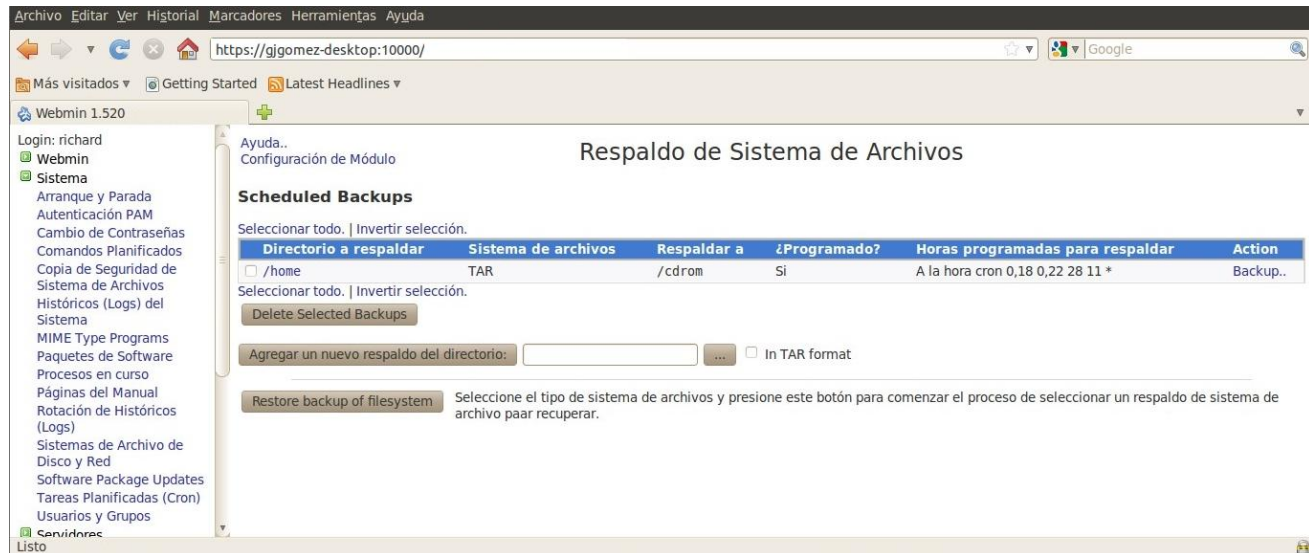 Archivo Editar Ver Historial Marcadores Herramientas Ayuda
https://gjgomez-desktop:10000/
Google
Más visitados Getting Started Latest Headlines
Webmin 1.520
Login: richard
Webmin
Sistema
Arranque y Parada
Autenticación PAM
Cambio de Contraseñas
Comandos Planificados
Copia de Seguridad de
Sistema de Archivos
Históricos (Logs) del
Sistema
MIME Type Programs
Paquetes de Software
Procesos en curso
Páginas del Manual
Rotación de Históricos
(Logs)
Sistemas de Archivo de
Disco y Red
Software Package Updates
Tareas Planificadas (Cron)
Usuarios y Grupos
Servidores
Ayuda..
Configuración de Módulo
Respaldo de Sistema de Archivos
Scheduled Backups
Seleccionar todo. | Invertir selección.
Directorio a respaldar Sistema de archivos Respaldar a ¿Programado? Horas programadas para respaldar Action
/home TAR /cdrom Si A la hora cron 0,18 0,22 28 11 * Backup..
Seleccionar todo. | Invertir selección.
Delete Selected Backups
Agregar un nuevo respaldo del directorio: ... In TAR format
Restore backup of filesystem
Seleccione el tipo de sistema de archivos y presione este botón para comenzar el proceso de seleccionar un respaldo de sistema de
archivo paar recuperar.
Listo